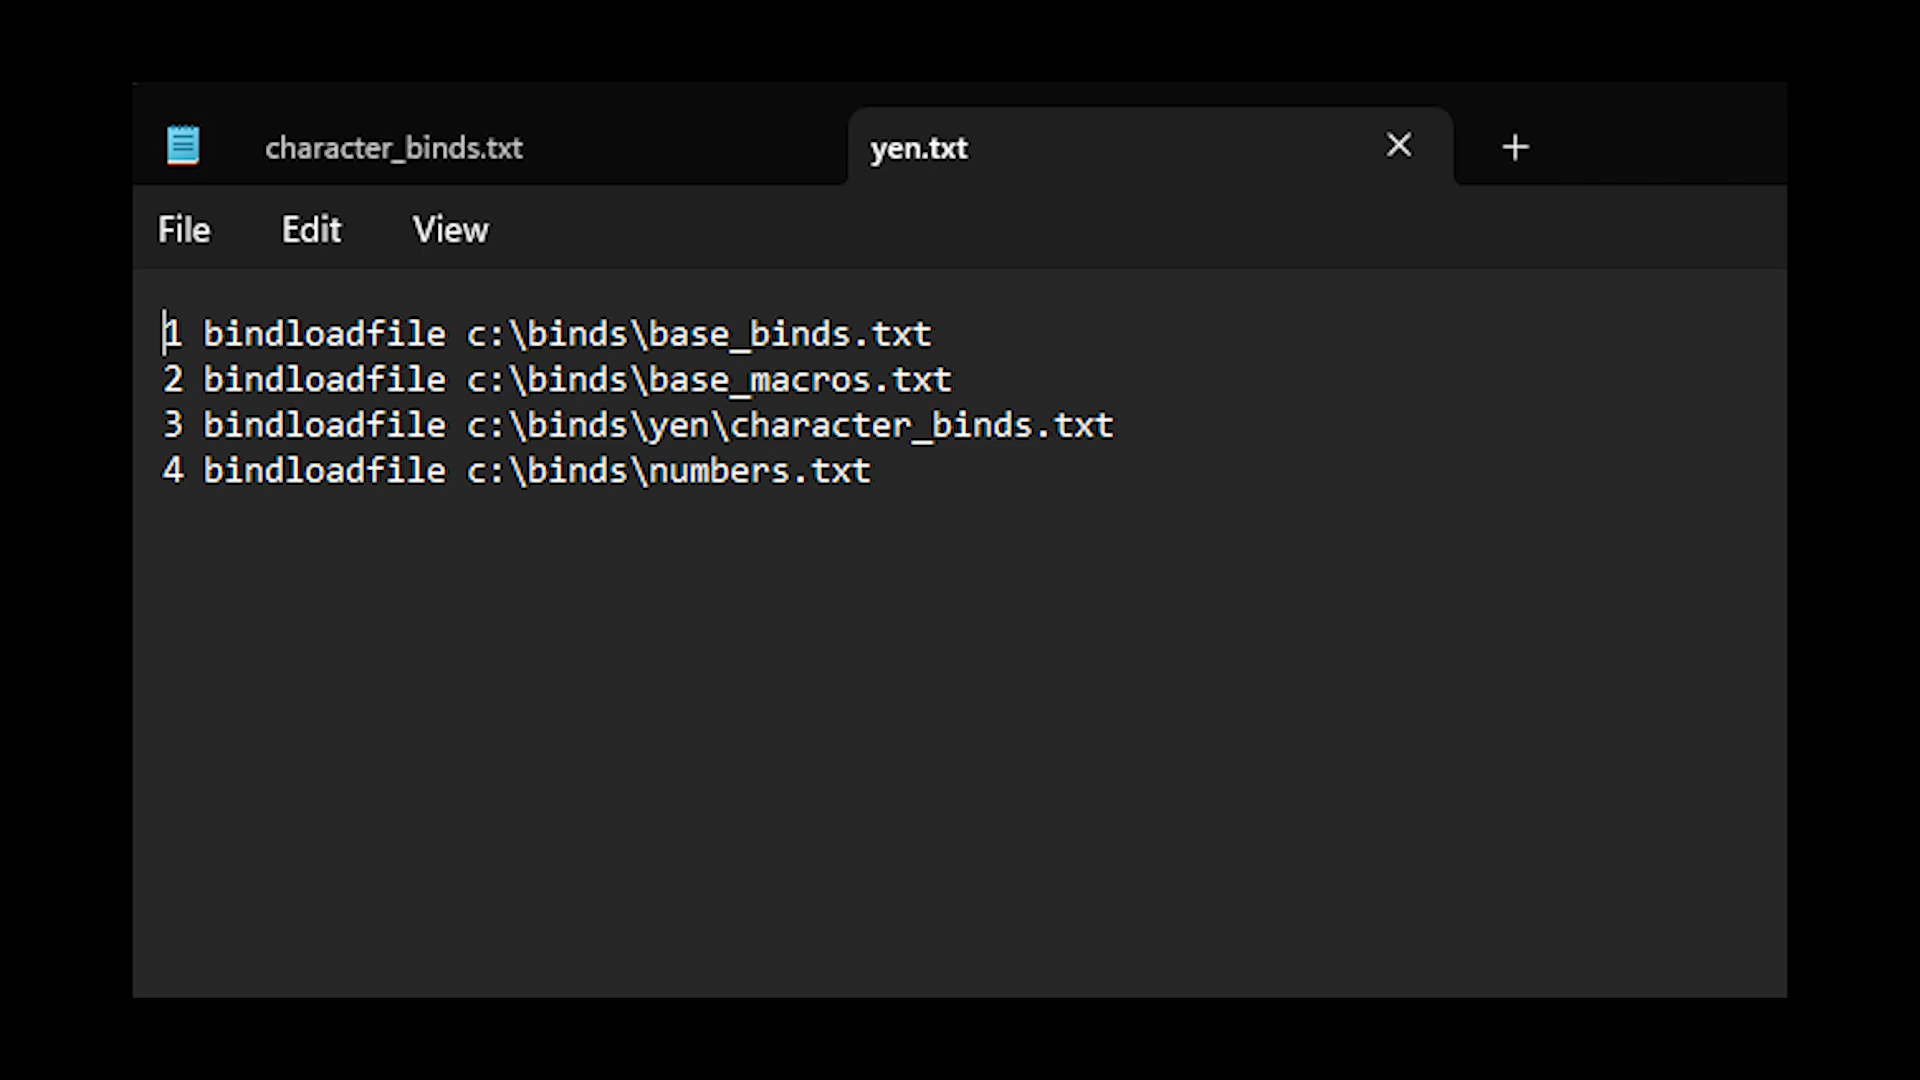 character_binds.txt
yen.txt
File Edit View
1 bindloadfile c:\binds\base_binds.txt
2 bindloadfile c:\binds\base_macros.txt
3 bindloadfile c:\binds\yen\character_binds.txt
4 bindloadfile c:\binds\numbers.txt